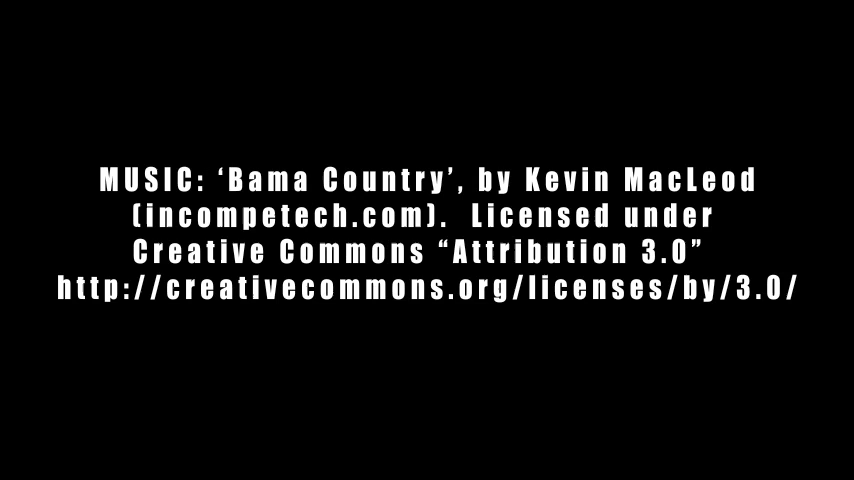 MUSIC: ‘Bama Country’, by Kevin MacLeod
(incompetech.com).  Licensed under
Creative Commons “Attribution 3.0”
http://creativecommons.org/licenses/by/3.0/